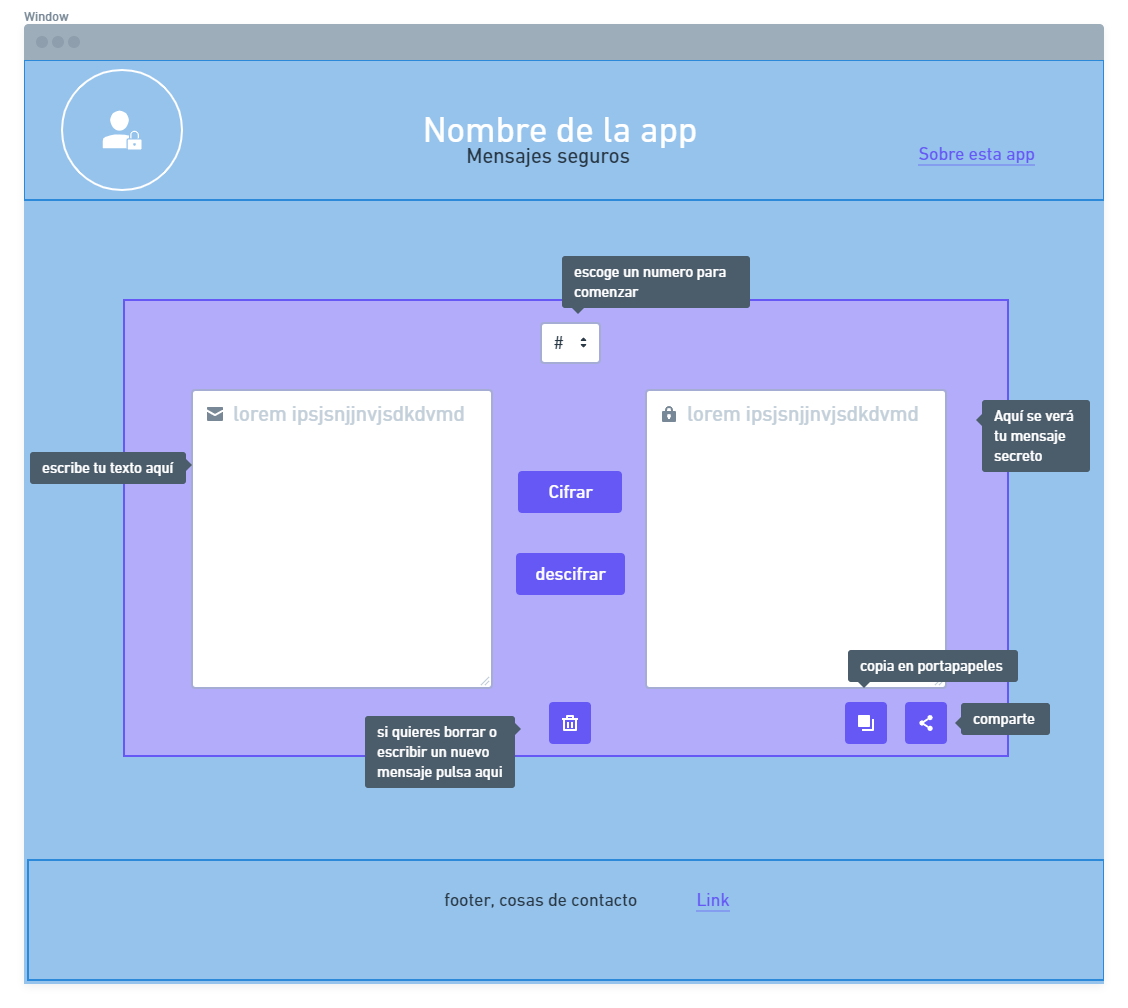 Window
Nombre de la app
Mensajes seguros
Sobre esta app
escoge un numero para
comenzar
#
lorem ipsjsnjjnvjsdkdvmd
lorem ipsjsnjjnvjsdkdvmd
Aquí se verá
tu mensaje
secreto
escribe tu texto aquí
Cifrar
descifrar
copia en portapapeles
si quieres borrar o
escribir un nuevo
mensaje pulsa aqui
comparte
footer, cosas de contacto
Link